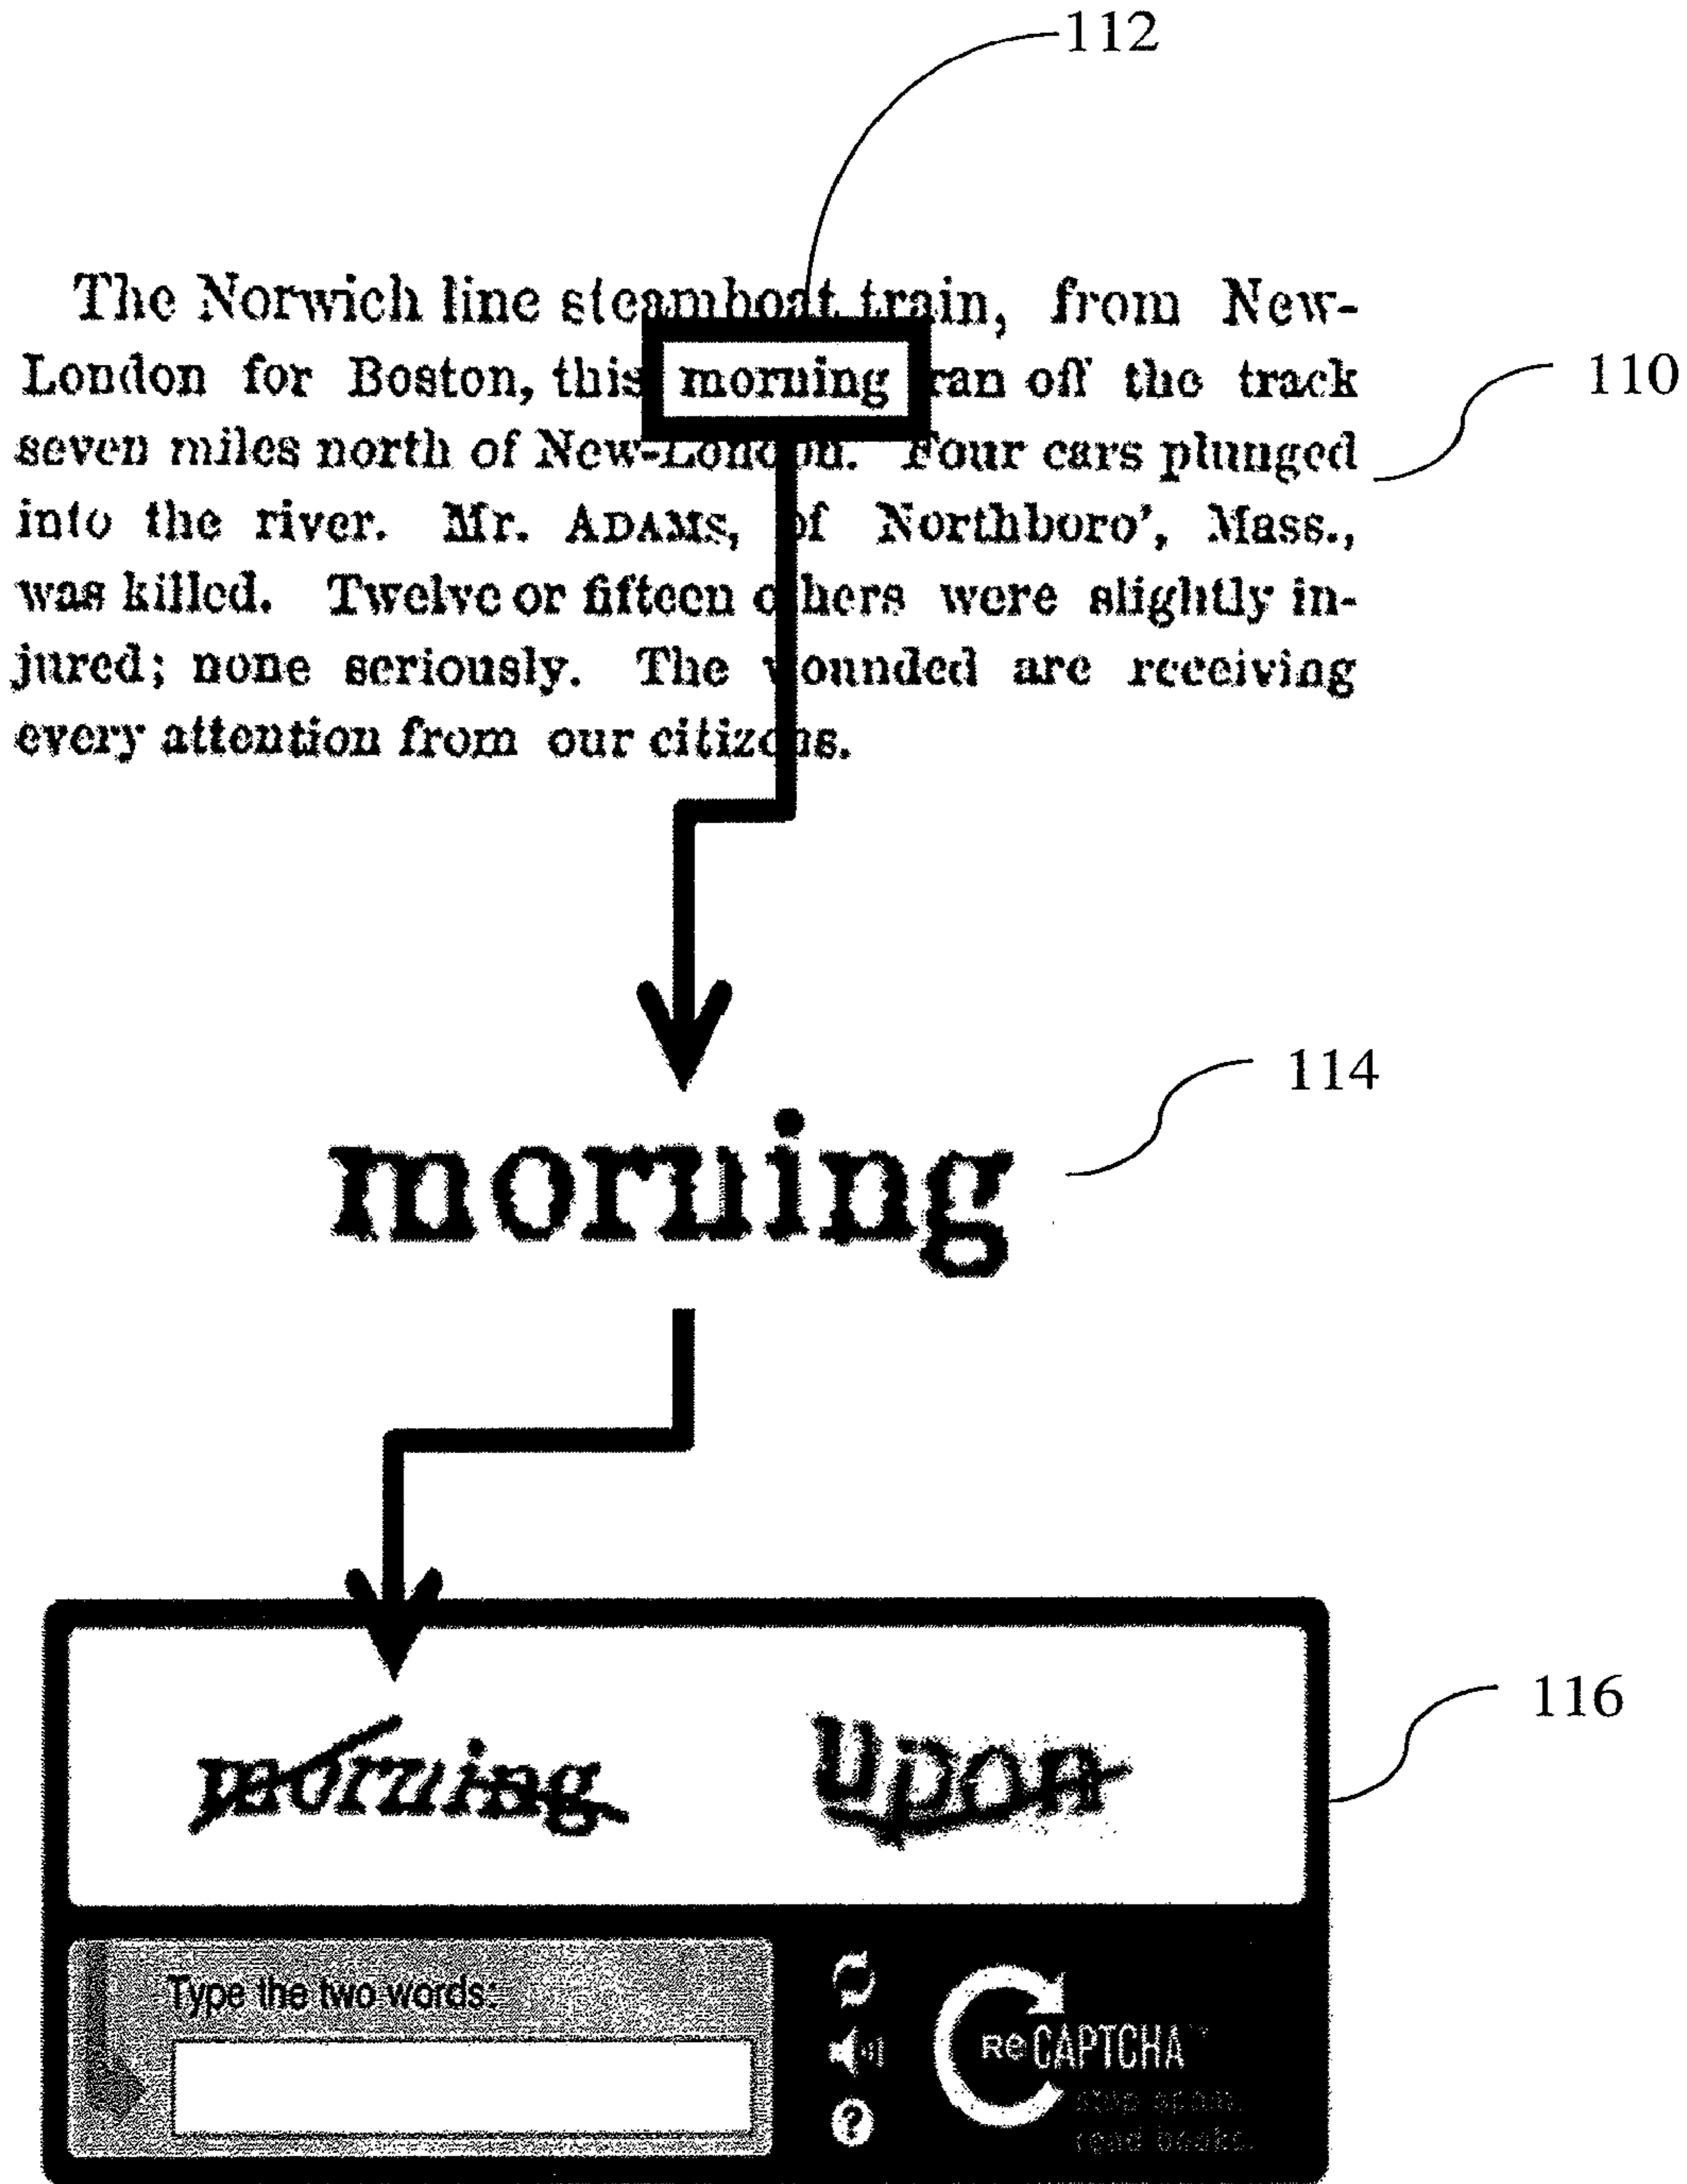 112
The Norwich line steamboat train, from New-
London for Boston, this morning ran off the track
110
seven miles north of New-London. Four cars plunged
into the river. Mr. ADAMS, of Northboro', Mass.,
was killed. Twelve or fifteen others were slightly in-
jured; none seriously. The wounded are receiving
every attention from our citizens.
114
morning
116
morning upon
Type the two words:
ReCAPTCHA™
stop spam.
read books.